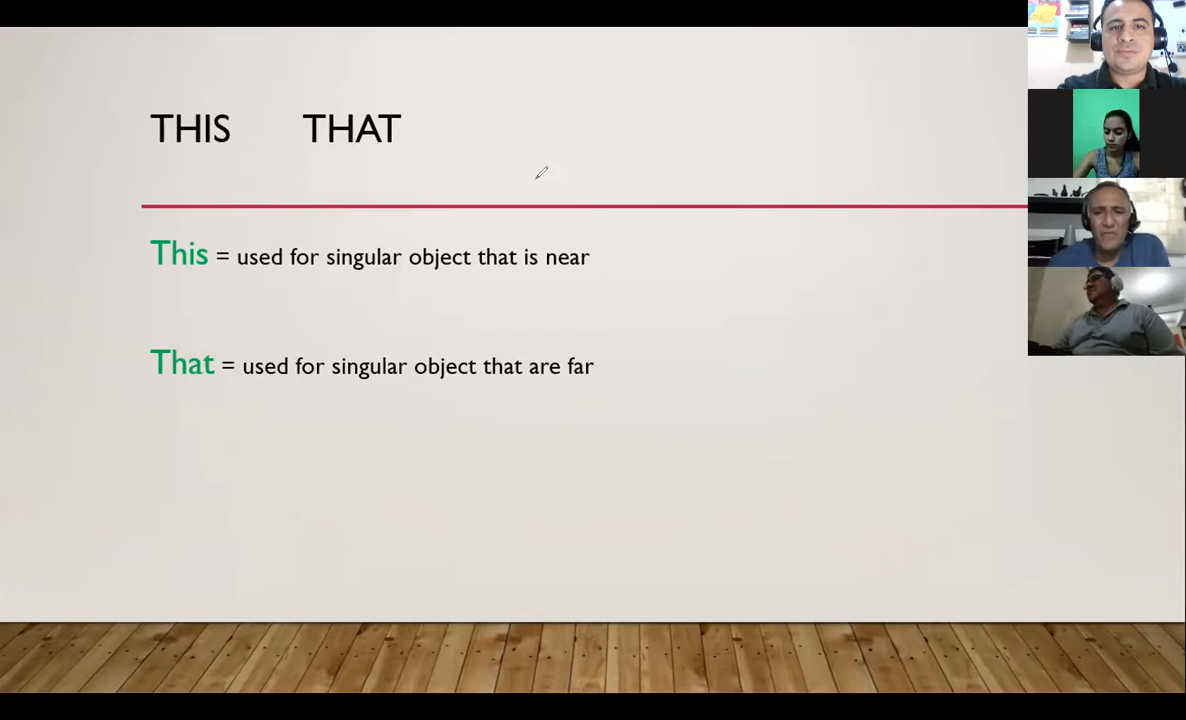 THIS THAT
This = used for singular object that is near
That = used for singular object that are far